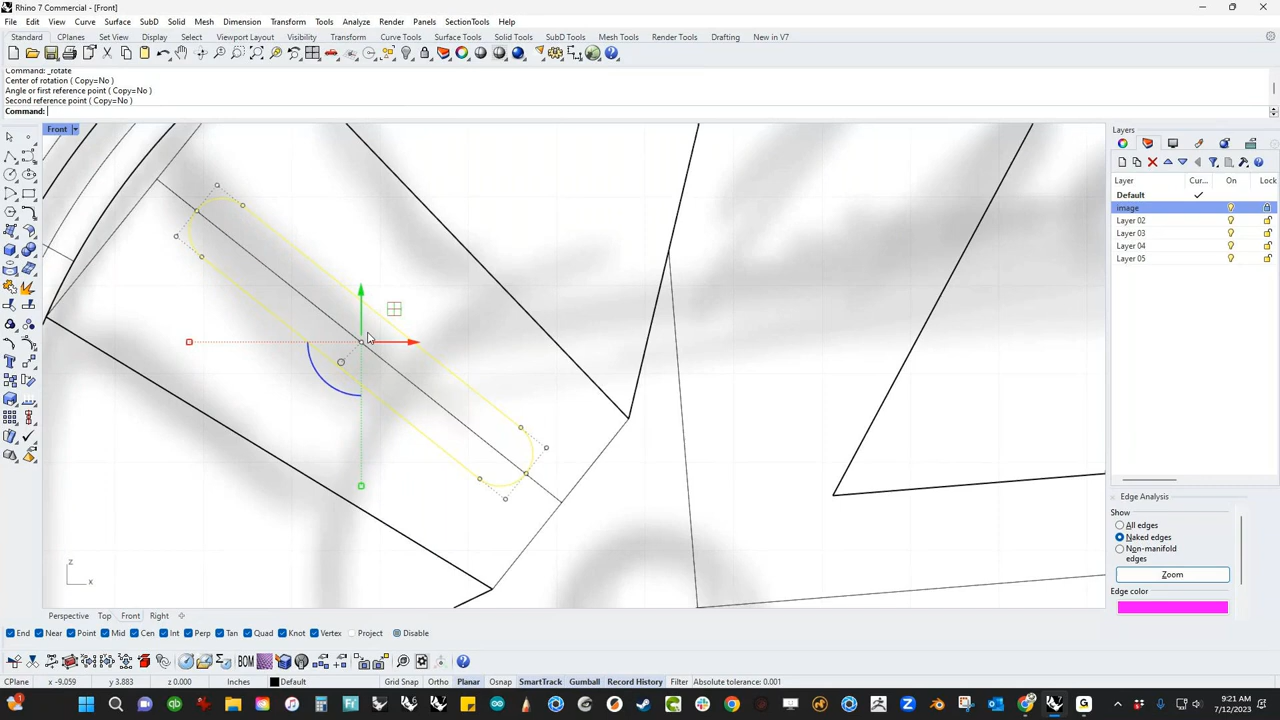 Rhino 7 Commercial - [Front]
File Edit View Curve Surface SubD Solid Mesh Dimension Transform Tools Analyze Render Panels SectionTools Help
Standard CPlanes Set View Display Select Viewport Layout Visibility Transform Curve Tools Surface Tools Solid Tools SubD Tools Mesh Tools Render Tools Drafting New in V7
Command: _rotate
Center of rotation ( Copy=No )
Angle or first reference point ( Copy=No )
Second reference point ( Copy=No )
Command:
Front
Layers
Layer Cur... On Lock
Default
image
Layer 02
Layer 03
Layer 04
Layer 05
Edge Analysis
Show
All edges
Naked edges
Non-manifold
edges
Zoom
Edge color
z
x
Perspective Top Front Right
End Near Point Mid Cen Int Perp Tan Quad Knot Vertex Project Disable
BOM
CPlane x -9.059 y 3.883 z 0.000 Inches Default Grid Snap Ortho Planar Osnap SmartTrack Gumball Record History Filter Absolute tolerance: 0.001
9:21 AM
7/12/2023